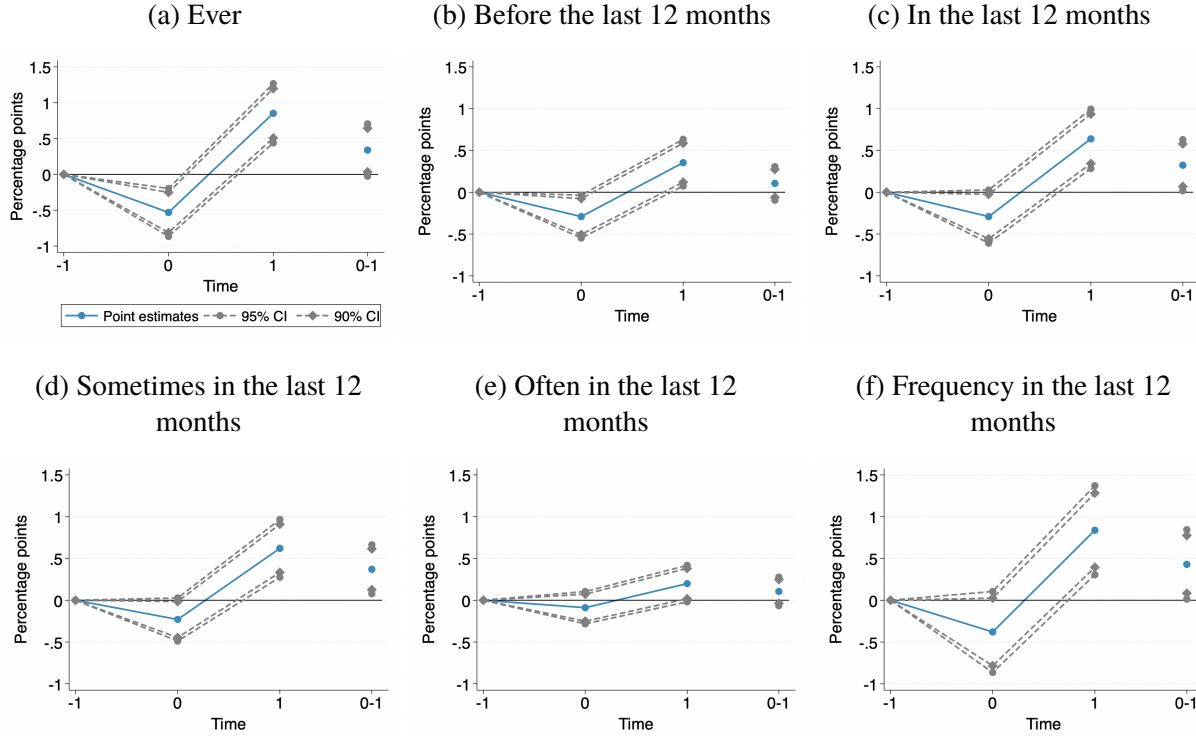 (a) Ever
(b) Before the last 12 months
(c) In the last 12 months
Percentage points
1.5
1
.5
0
-.5
-1
-1 0 1 0-1
Time
Point estimates 95% CI 90% CI
Percentage points
1.5
1
.5
0
-.5
-1
-1 0 1 0-1
Time
Percentage points
1.5
1
.5
0
-.5
-1
-1 0 1 0-1
Time
(d) Sometimes in the last 12
months
(e) Often in the last 12
months
(f) Frequency in the last 12
months
Percentage points
1.5
1
.5
0
-.5
-1
-1 0 1 0-1
Time
Percentage points
1.5
1
.5
0
-.5
-1
-1 0 1 0-1
Time
Percentage points
1.5
1
.5
0
-.5
-1
-1 0 1 0-1
Time